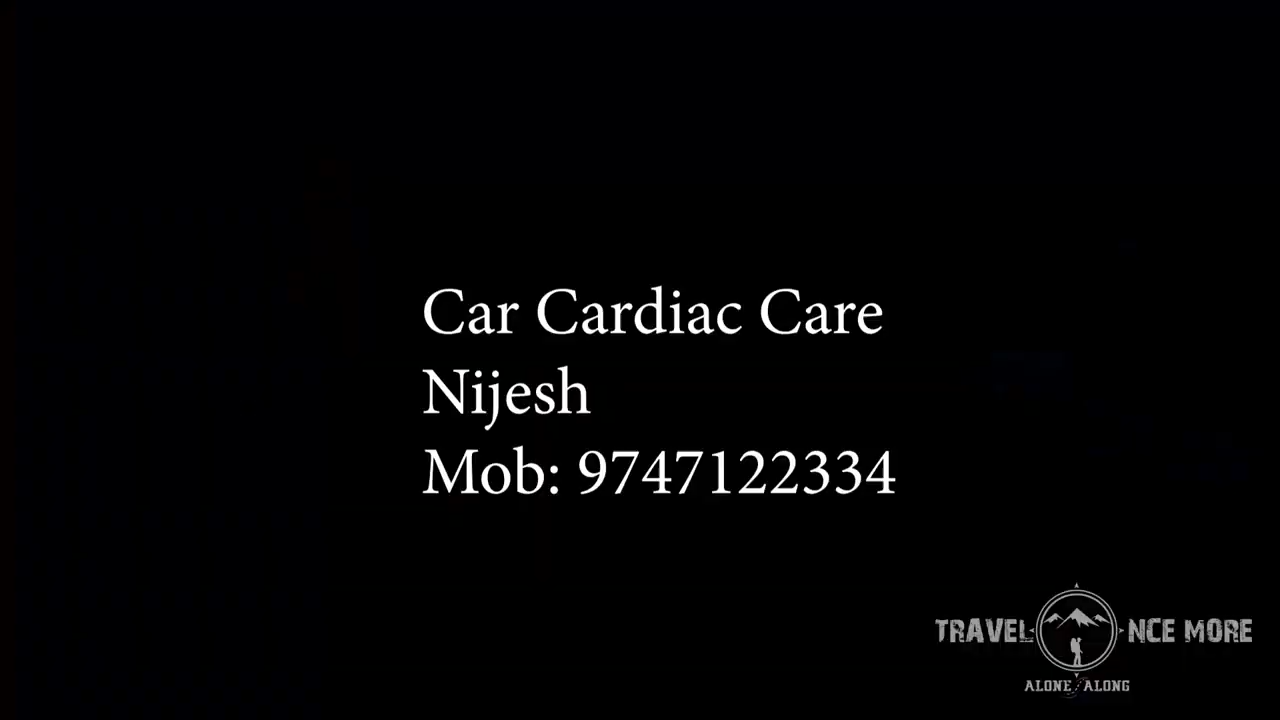 Car Cardiac Care
Nijesh
Mob: 9747122334
TRAVEL NCE MORE
ALONE ALONG